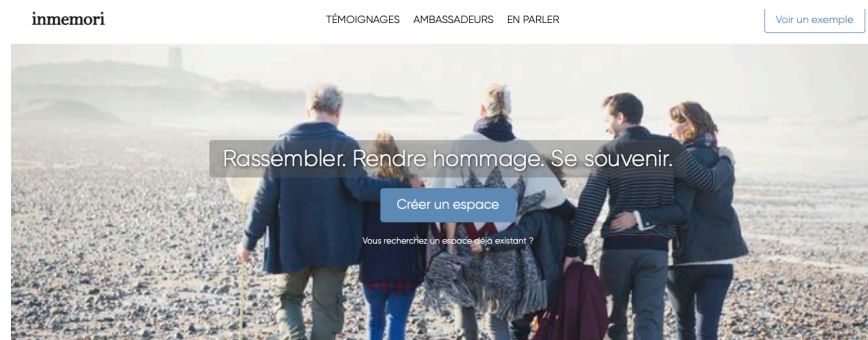 inmemori
TÉMOIGNAGES AMBASSADEURS EN PARLER
Voir un exemple
Rassembler. Rendre hommage. Se souvenir.
Créer un espace
Vous recherchez un espace déjà existant ?